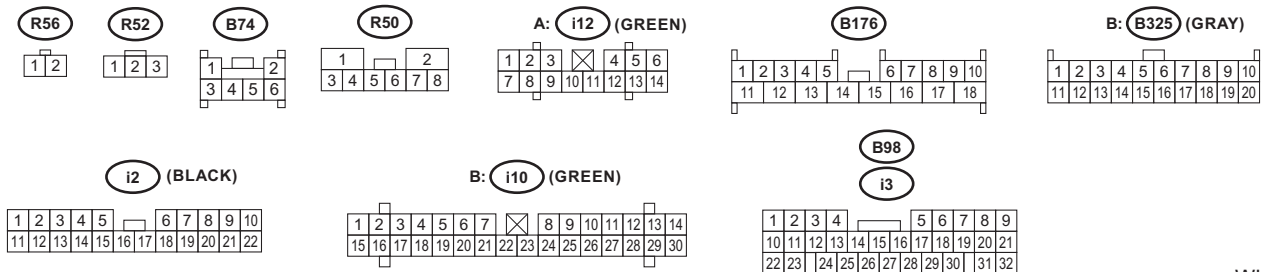 R56 R52 B74 R50 A: i12 (GREEN) B176 B: B325 (GRAY)
1 2
1 2 3
1 2
3 4 5 6
1 2
3 4 5 6 7 8
1 2 3 4 5 6
7 8 9 10 11 12 13 14
1 2 3 4 5 6 7 8 9 10
11 12 13 14 15 16 17 18
1 2 3 4 5 6 7 8 9 10
11 12 13 14 15 16 17 18 19 20
i2 (BLACK) B: i10 (GREEN) B98
i3
1 2 3 4 5 6 7 8 9 10
11 12 13 14 15 16 17 18 19 20 21 22
1 2 3 4 5 6 7 8 9 10 11 12 13 14
15 16 17 18 19 20 21 22 23 24 25 26 27 28 29 30
1 2 3 4 5 6 7 8 9
10 11 12 13 14 15 16 17 18 19 20 21
22 23 24 25 26 27 28 29 30 31 32